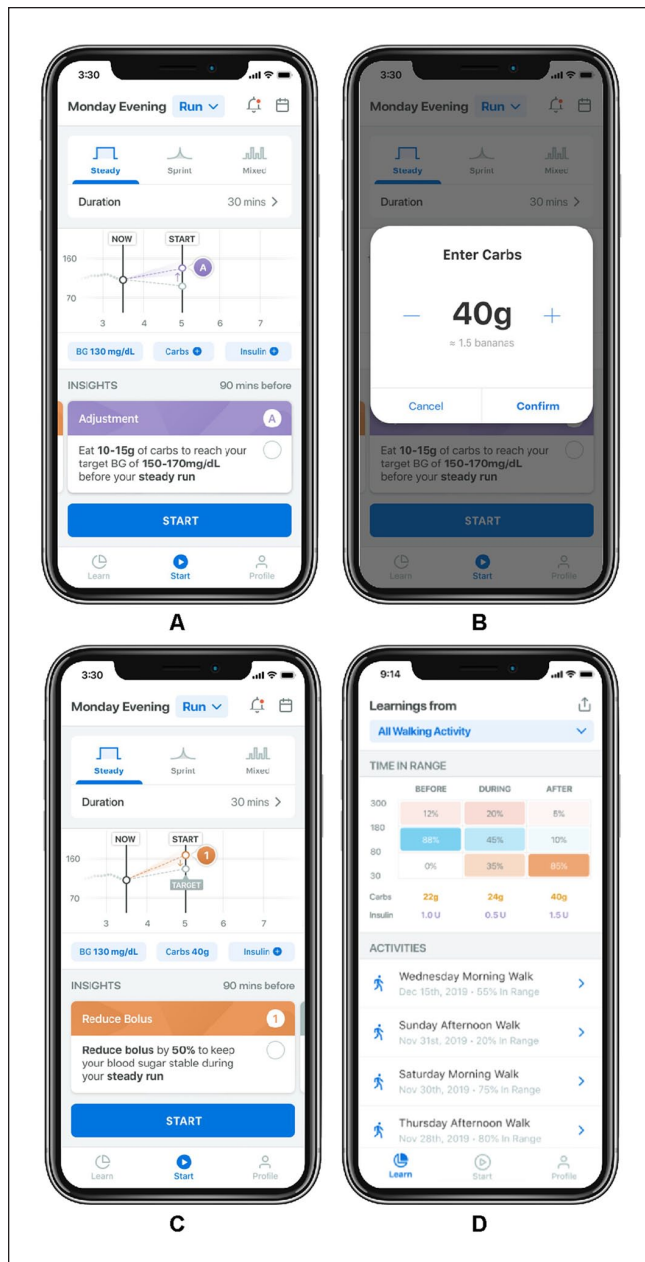 3:30
Monday Evening Run
Steady Sprint Mixed
Duration 30 mins >
NOW START
160
A
70
3 4 5 6 7
BG 130 mg/dL Carbs Insulin
INSIGHTS 90 mins before
Adjustment A
Eat 10-15g of carbs to reach your
target BG of 150-170mg/dL
before your steady run
START
Learn Start Profile
A
3:30
Monday Evening Run
Steady Sprint Mixed
Duration 30 mins >
160
70
Enter Carbs
— 40g +
≈ 1.5 bananas
Cancel Confirm
Eat 10-15g of carbs to reach your
target BG of 150-170mg/dL
before your steady run
START
Learn Start Profile
B
3:30
Monday Evening Run
Steady Sprint Mixed
Duration 30 mins >
NOW START
160
1
TARGET
70
3 4 5 6 7
BG 130 mg/dL Carbs 40g Insulin
INSIGHTS 90 mins before
Reduce Bolus 1
Reduce bolus by 50% to keep
your blood sugar stable during
your steady run
START
Learn Start Profile
C
9:14
Learnings from
All Walking Activity
TIME IN RANGE
BEFORE DURING AFTER
300
12% 20% 5%
180
88% 45% 10%
80
0% 35% 85%
30
Carbs 22g 24g 40g
Insulin 1.0 U 0.5 U 1.5 U
ACTIVITIES
Wednesday Morning Walk
Dec 15th, 2019 • 55% In Range
Sunday Afternoon Walk
Nov 31st, 2019 • 20% In Range
Saturday Morning Walk
Nov 30th, 2019 • 75% In Range
Thursday Afternoon Walk
Nov 28th, 2019 • 80% In Range
Learn Start Profile
D